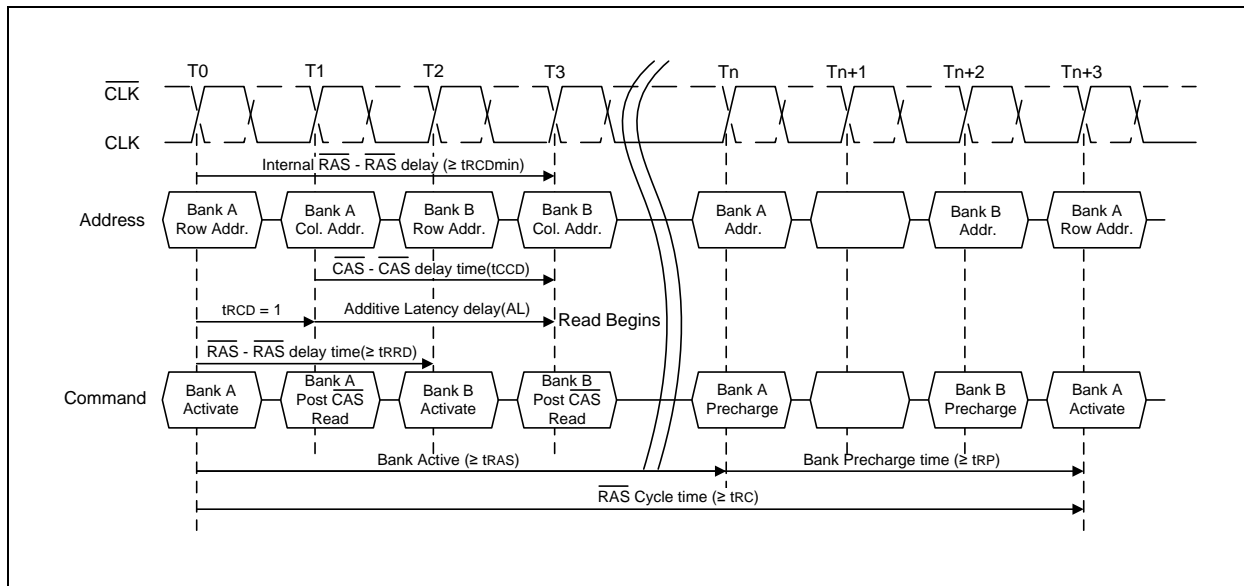 T0 T1 T2 T3 Tn Tn+1 Tn+2 Tn+3
CLK
CLK
Internal RAS - RAS delay (≥ tRCDmin)
Address
Bank A
Row Addr.
Bank A
Col. Addr.
Bank B
Row Addr.
Bank B
Col. Addr.
Bank A
Addr.
Bank B
Addr.
Bank A
Row Addr.
CAS - CAS delay time(tCCD)
tRCD = 1
Additive Latency delay(AL)
Read Begins
RAS - RAS delay time(≥ tRRD)
Command
Bank A
Activate
Bank A
Post CAS
Read
Bank B
Activate
Bank B
Post CAS
Read
Bank A
Precharge
Bank B
Precharge
Bank A
Activate
Bank Active (≥ tRAS)
Bank Precharge time (≥ tRP)
RAS Cycle time (≥ tRC)